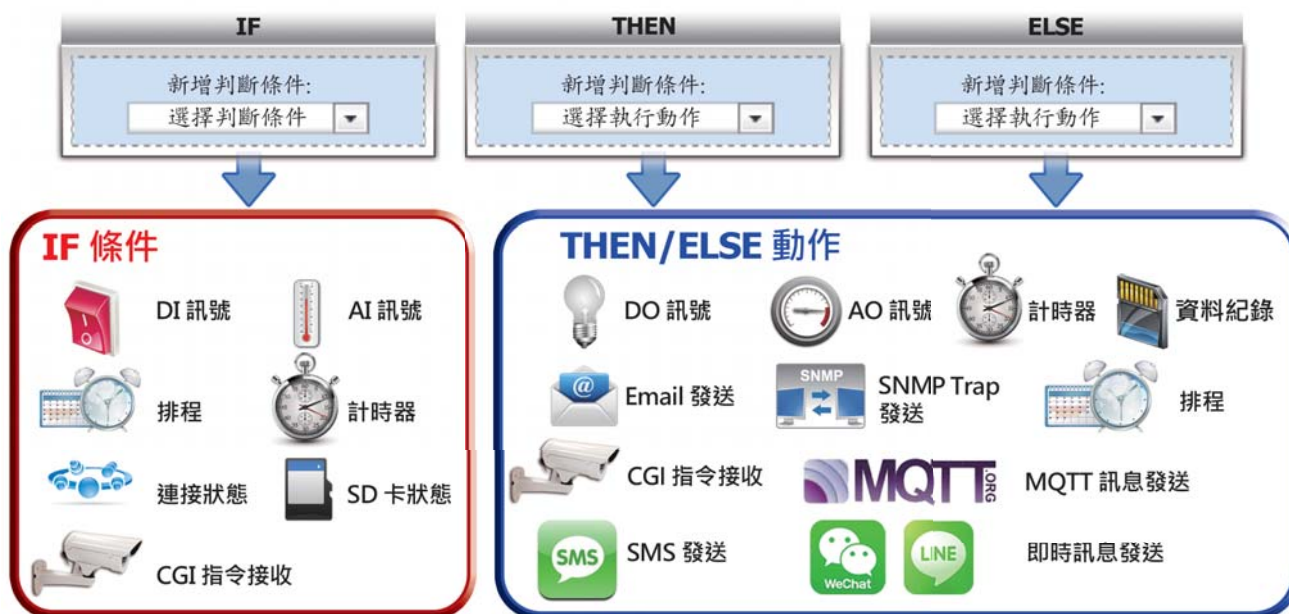 IF
THEN
ELSE
新增判斷條件:
選擇判斷條件
新增判斷條件:
選擇執行動作
新增判斷條件:
選擇執行動作
IF 條件
DI 訊號
AI 訊號
排程
計時器
連接狀態
SD 卡狀態
CGI 指令接收
THEN/ELSE 動作
DO 訊號
AO 訊號
計時器
資料紀錄
@
Email 發送
SNMP
SNMP Trap
發送
排程
CGI 指令接收
MQTT.ORG
MQTT 訊息發送
SMS
SMS 發送
WeChat
LINE
即時訊息發送